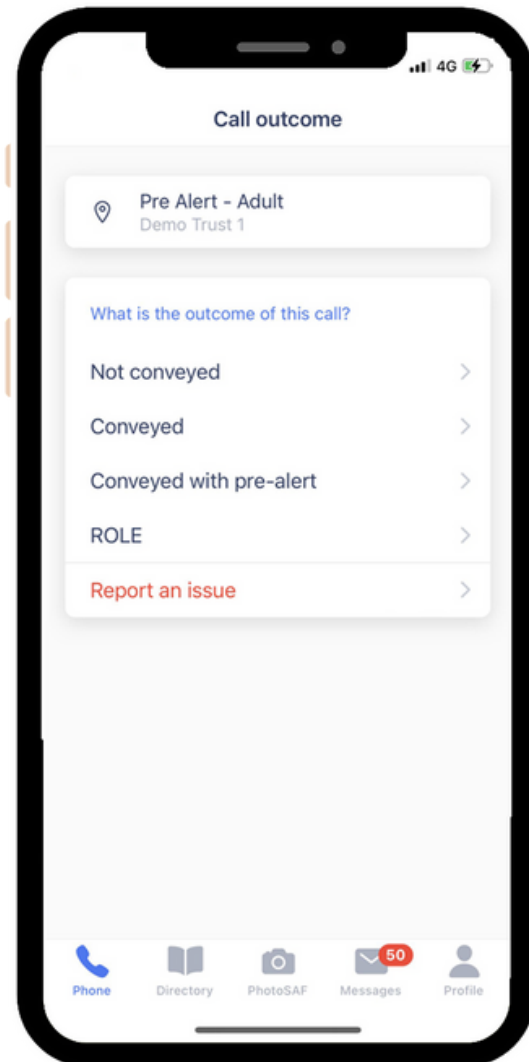 4G
Call outcome
Pre Alert - Adult
Demo Trust 1
What is the outcome of this call?
Not conveyed
Conveyed
Conveyed with pre-alert
ROLE
Report an issue
50
Phone Directory PhotoSAF Messages Profile